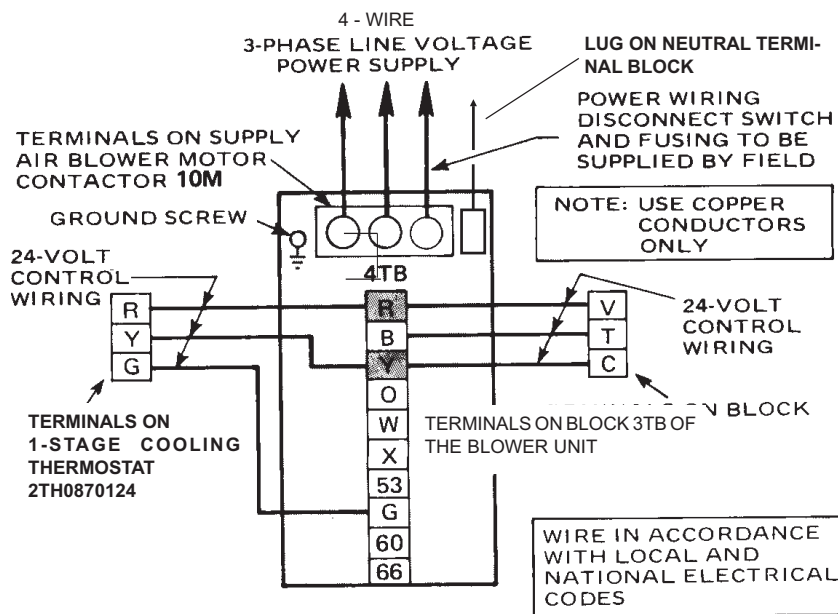 4 - WIRE
3-PHASE LINE VOLTAGE
POWER SUPPLY
LUG ON NEUTRAL TERMI-
NAL BLOCK
POWER WIRING
DISCONNECT SWITCH
AND FUSING TO BE
SUPPLIED BY FIELD
TERMINALS ON SUPPLY
AIR BLOWER MOTOR
CONTACTOR 10M
GROUND SCREW
NOTE: USE COPPER
CONDUCTORS
ONLY
24-VOLT
CONTROL
WIRING
4TB
R
Y
G
R
B
Y
O
W
X
53
G
60
66
V
T
C
24-VOLT
CONTROL
WIRING
TERMINALS ON
1-STAGE COOLING
THERMOSTAT
2TH0870124
ON BLOCK
TERMINALS ON BLOCK 3TB OF
THE BLOWER UNIT
WIRE IN ACCORDANCE
WITH LOCAL AND
NATIONAL ELECTRICAL
CODES